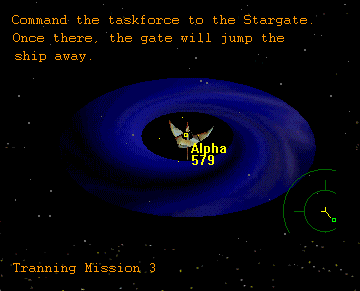 Command the taskforce to the Stargate.
Once there, the gate will jump the
ship away.
Alpha
579
Tranning Mission 3